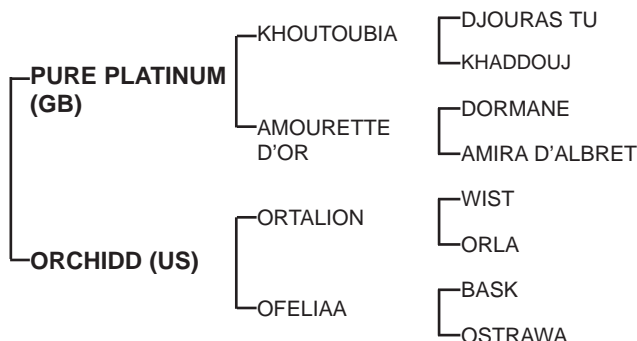 DJOURAS TU
KHOUTOUBIA
KHADDOUJ
PURE PLATINUM
(GB)
DORMANE
AMOURETTE
D'OR
AMIRA D'ALBRET
WIST
ORTALION
ORLA
ORCHIDD (US)
BASK
OFELIAA
OSTRAWA